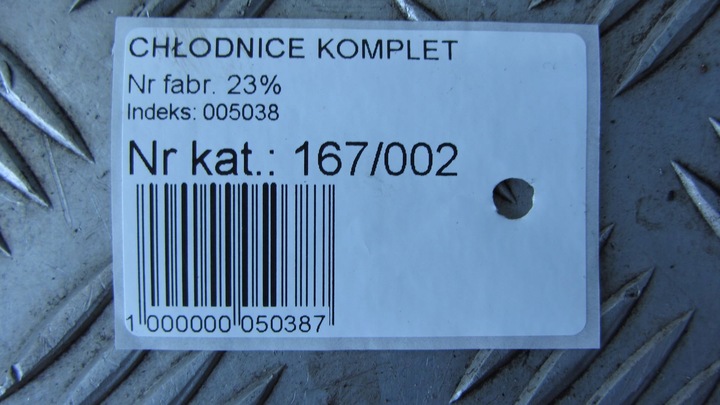 CHŁODNICE KOMPLET
Nr fabr. 23%
Indeks: 005038
Nr kat.: 167/002
1 000000 050387